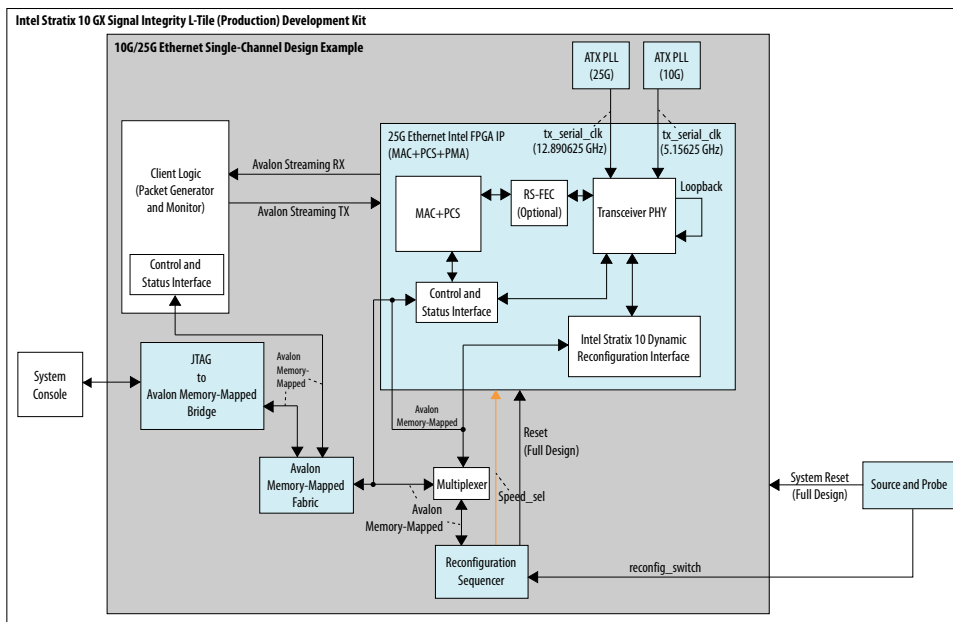 Intel Stratix 10 GX Signal Integrity L-Tile (Production) Development Kit
10G/25G Ethernet Single-Channel Design Example
ATX PLL
(25G)
ATX PLL
(10G)
tx_serial_clk
(12.890625 GHz)
tx_serial_clk
(5.15625 GHz)
25G Ethernet Intel FPGA IP
(MAC+PCS+PMA)
Client Logic
(Packet Generator
and Monitor)
Avalon Streaming RX
Avalon Streaming TX
MAC+PCS
RS-FEC
(Optional)
Transceiver PHY
Loopback
Control and
Status Interface
Control and
Status Interface
Intel Stratix 10 Dynamic
Reconfiguration Interface
System
Console
JTAG
to
Avalon Memory-Mapped
Bridge
Avalon
Memory-
Mapped
Avalon
Memory-Mapped
Reset
(Full Design)
Avalon
Memory-Mapped
Fabric
Multiplexer
Speed_sel
Avalon
Memory-Mapped
System Reset
(Full Design)
Source and Probe
Reconfiguration
Sequencer
reconfig_switch